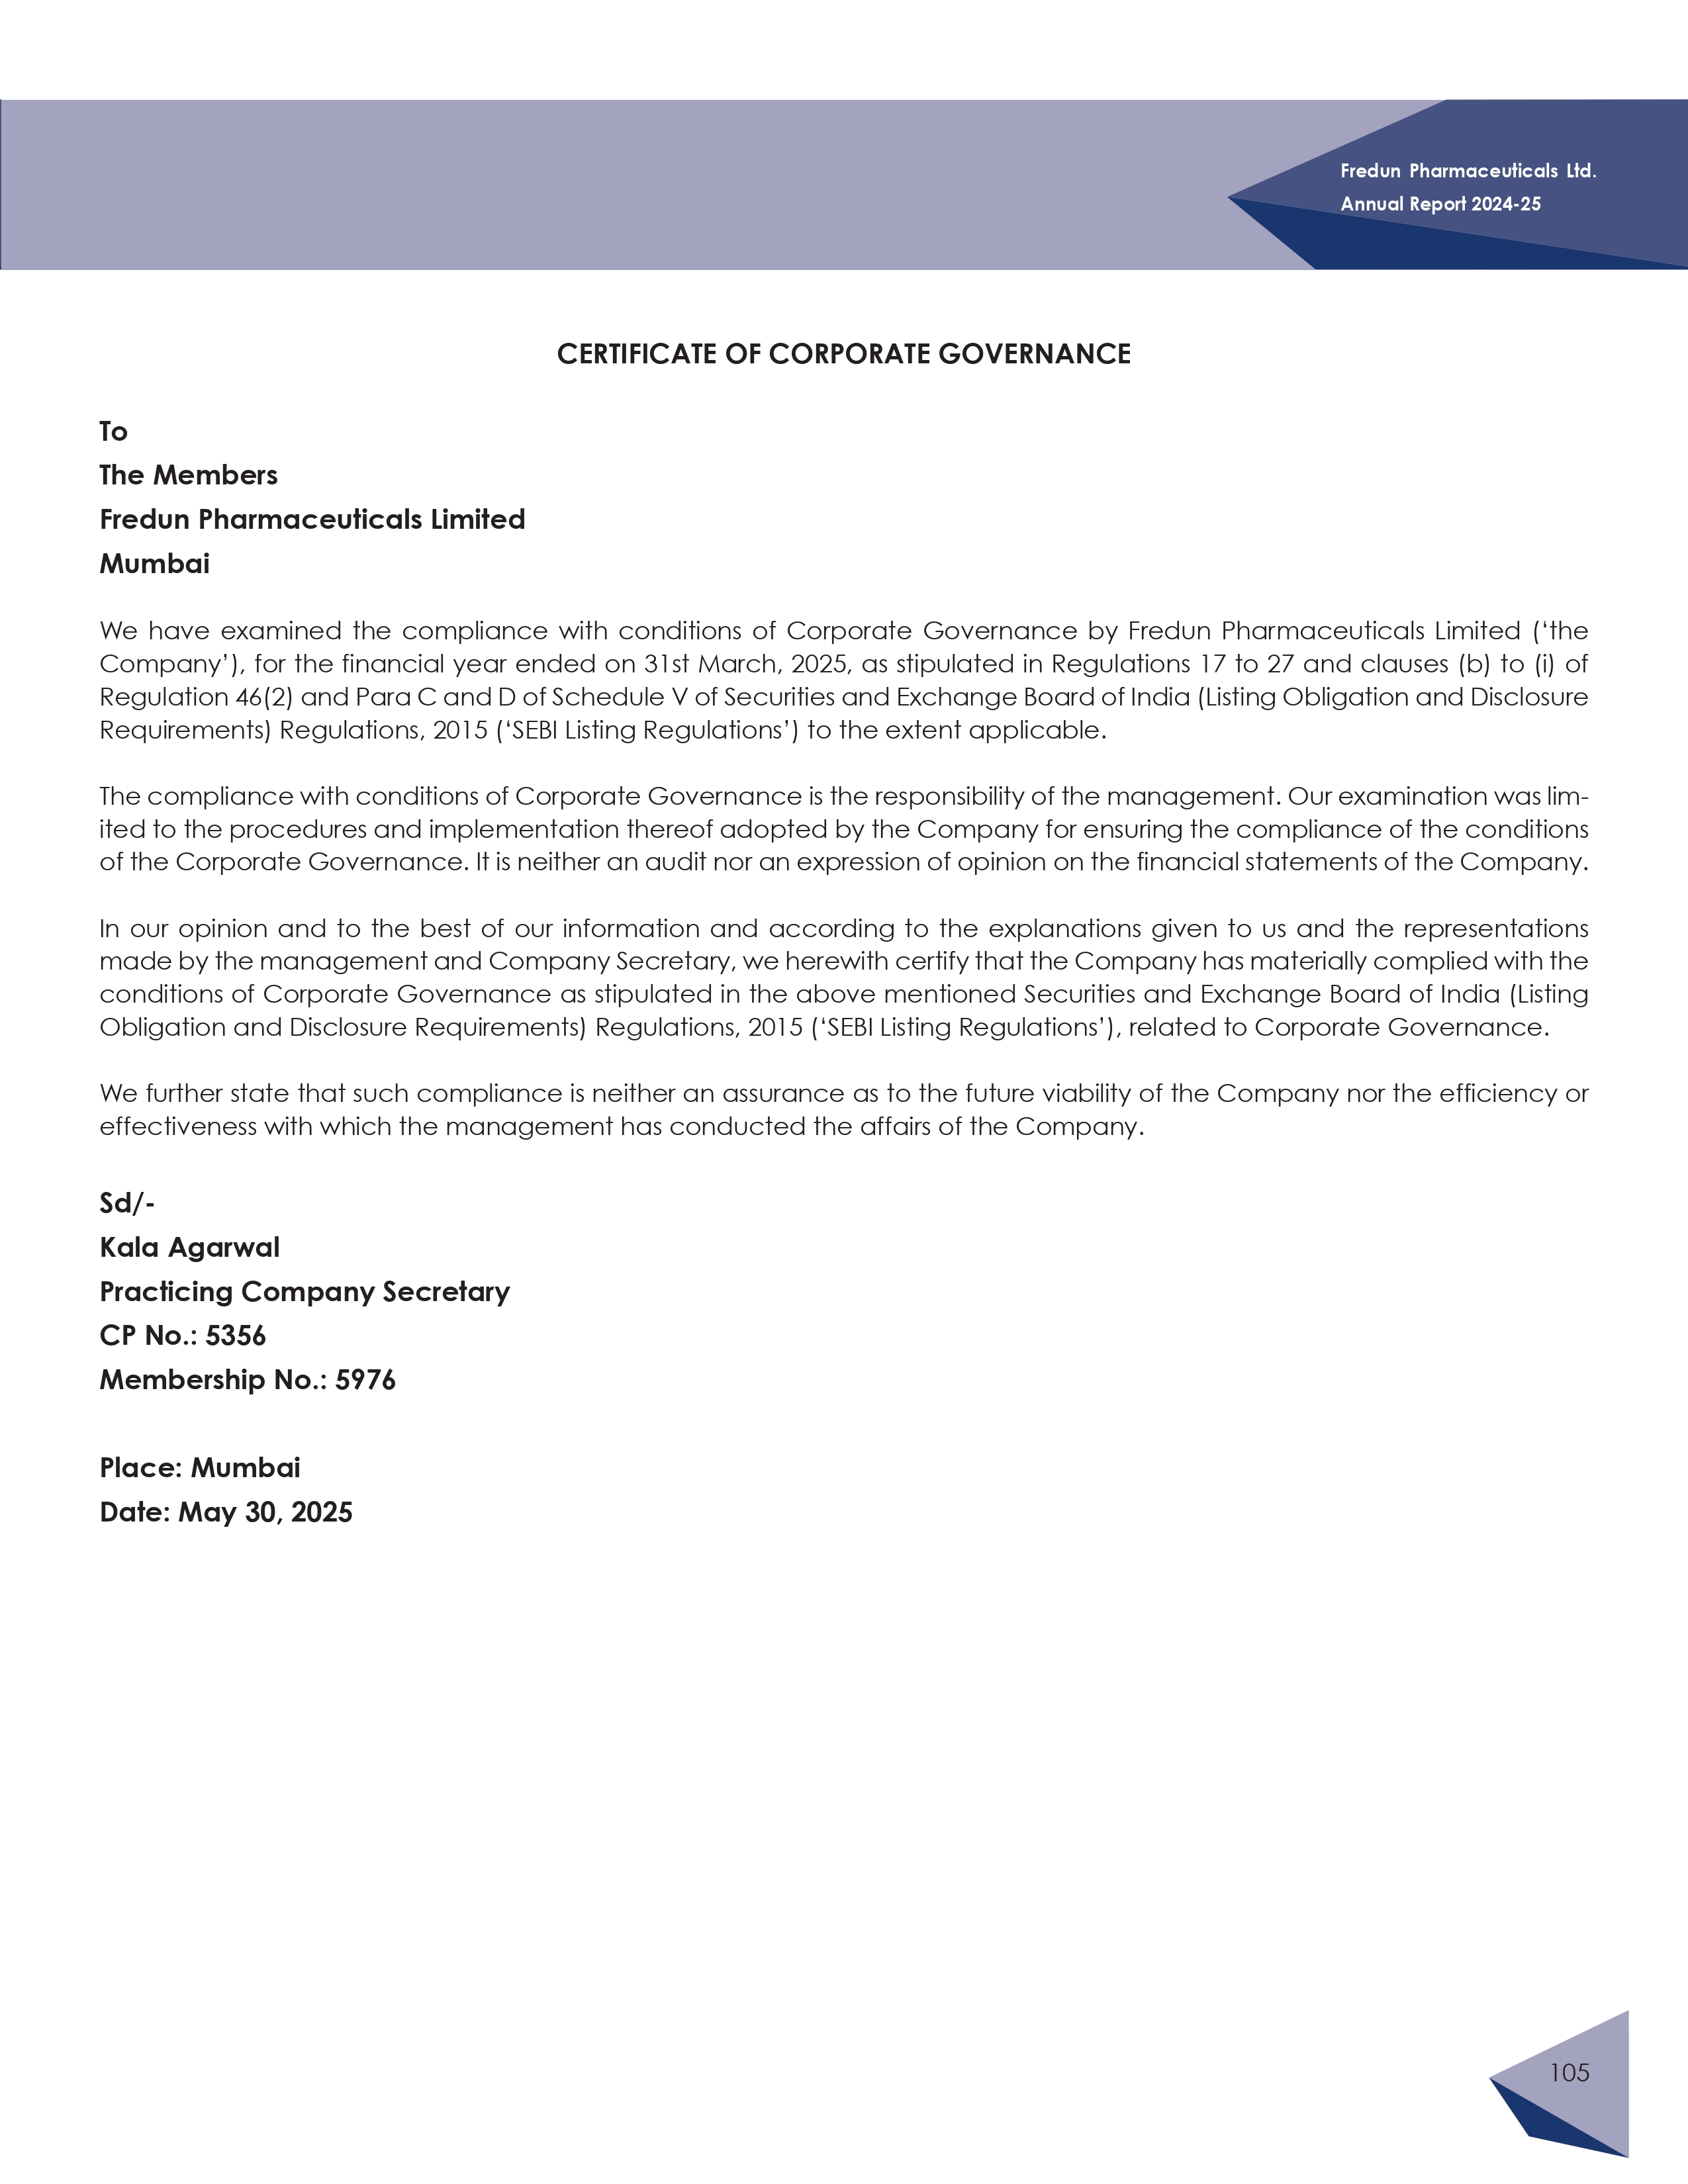 Fredun Pharmaceuticals Ltd.
Annual Report 2024-25
CERTIFICATE OF CORPORATE GOVERNANCE
To
The Members
Fredun Pharmaceuticals Limited
Mumbai
We have examined the compliance with conditions of Corporate Governance by Fredun Pharmaceuticals Limited (‘the
Company’), for the financial year ended on 31st March, 2025, as stipulated in Regulations 17 to 27 and clauses (b) to (i) of
Regulation 46(2) and Para C and D of Schedule V of Securities and Exchange Board of India (Listing Obligation and Disclosure
Requirements) Regulations, 2015 (‘SEBI Listing Regulations’) to the extent applicable.
The compliance with conditions of Corporate Governance is the responsibility of the management. Our examination was lim-
ited to the procedures and implementation thereof adopted by the Company for ensuring the compliance of the conditions
of the Corporate Governance. It is neither an audit nor an expression of opinion on the financial statements of the Company.
In our opinion and to the best of our information and according to the explanations given to us and the representations
made by the management and Company Secretary, we herewith certify that the Company has materially complied with the
conditions of Corporate Governance as stipulated in the above mentioned Securities and Exchange Board of India (Listing
Obligation and Disclosure Requirements) Regulations, 2015 (‘SEBI Listing Regulations’), related to Corporate Governance.
We further state that such compliance is neither an assurance as to the future viability of the Company nor the efficiency or
effectiveness with which the management has conducted the affairs of the Company.
Sd/-
Kala Agarwal
Practicing Company Secretary
CP No.: 5356
Membership No.: 5976
Place: Mumbai
Date: May 30, 2025
105